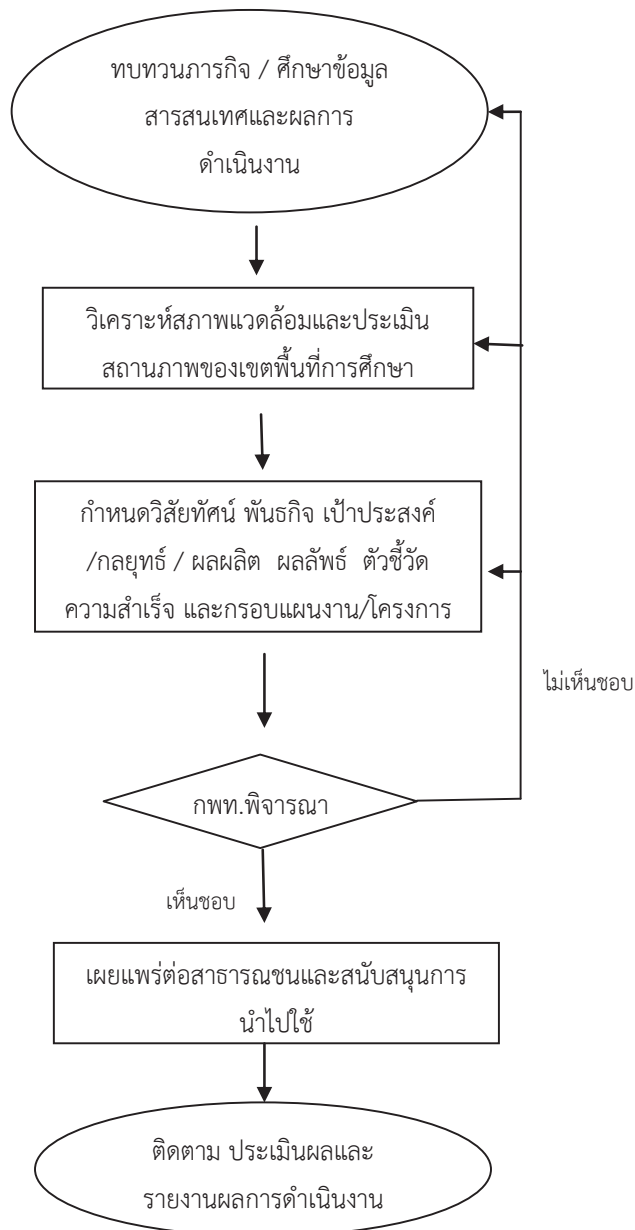 ทบทวนภารกิจ / ศึกษาข้อมูล
สารสนเทศและผลการ
ดำเนินงาน
วิเคราะห์สภาพแวดล้อมและประเมิน
สถานภาพของเขตพื้นที่การศึกษา
กำหนดวิสัยทัศน์ พันธกิจ เป้าประสงค์
/กลยุทธ์ / ผลผลิต ผลลัพธ์ ตัวชี้วัด
ความสำเร็จ และกรอบแผนงาน/โครงการ
ไม่เห็นชอบ
กพท.พิจารณา
เห็นชอบ
เผยแพร่ต่อสาธารณชนและสนับสนุนการ
นำไปใช้
ติดตาม ประเมินผลและ
รายงานผลการดำเนินงาน